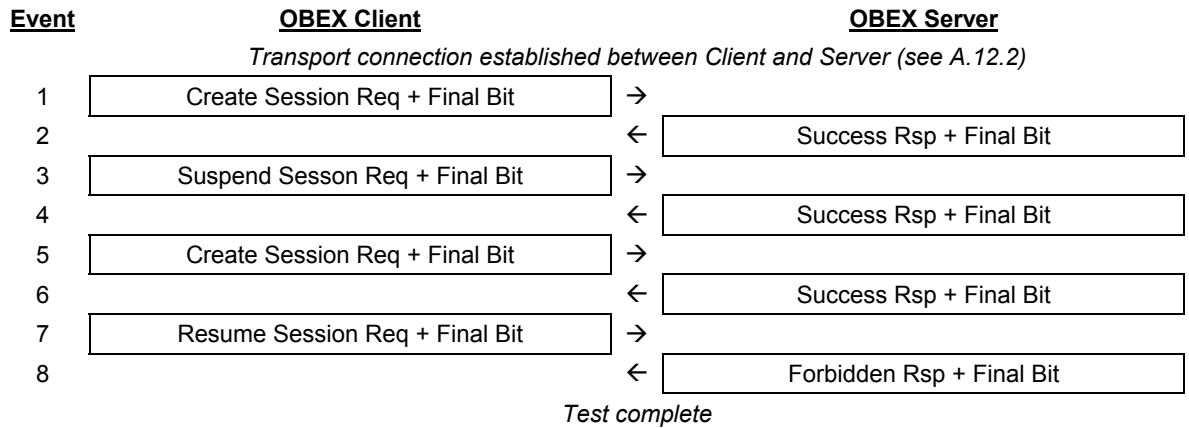 Event OBEX Client OBEX Server
Transport connection established between Client and Server (see A.12.2)
1 Create Session Req + Final Bit →
2 ← Success Rsp + Final Bit
3 Suspend Sesson Req + Final Bit →
4 ← Success Rsp + Final Bit
5 Create Session Req + Final Bit →
6 ← Success Rsp + Final Bit
7 Resume Session Req + Final Bit →
8 ← Forbidden Rsp + Final Bit
Test complete